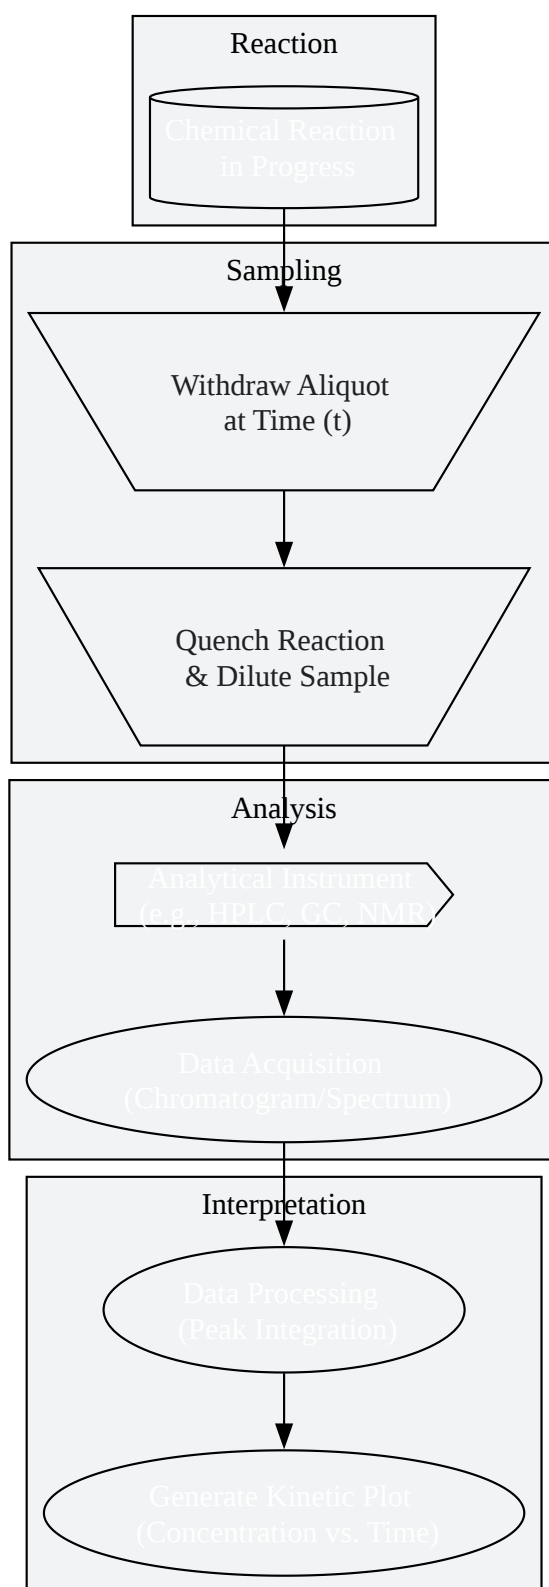 Reaction
Chemical Reaction
in Progress
Sampling
Withdraw Aliquot
at Time (t)
Quench Reaction
& Dilute Sample
Analysis
Analytical Instrument
(e.g., HPLC, GC, NMR)
Data Acquisition
(Chromatogram/Spectrum)
Interpretation
Data Processing
(Peak Integration)
Generate Kinetic Plot
(Concentration vs. Time)